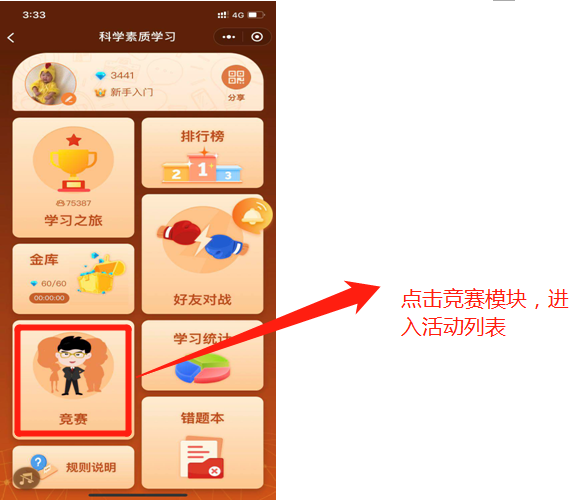 3:33
4G
科学素质学习
3441
新手入门
分享
排行榜
2 1 3
75387
学习之旅
金库
60/60
00:00:00
好友对战
学习统计
竞赛
错题本
规则说明
点击竞赛模块，进
入活动列表